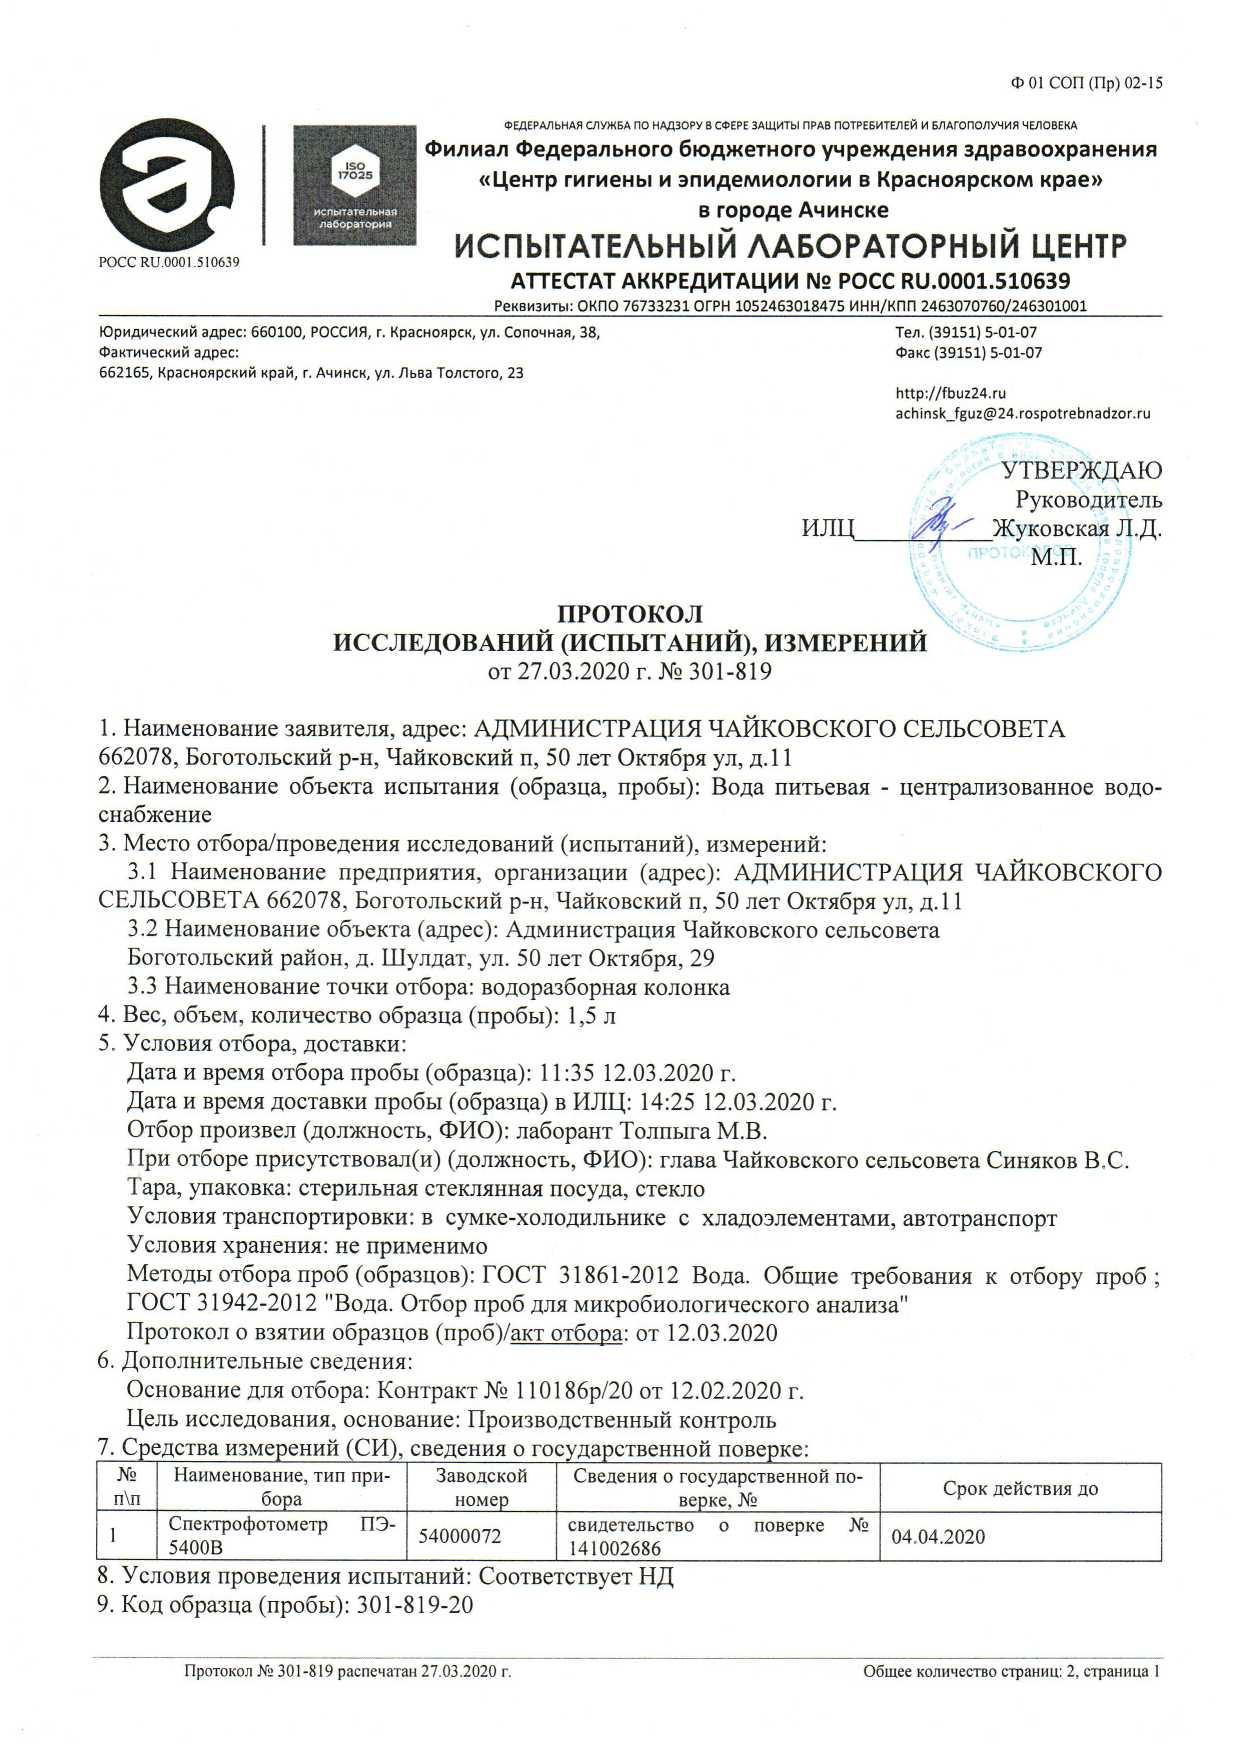 Ф 01 СОП (Пр) 02-15
ФЕДЕРАЛЬНАЯ СЛУЖБА ПО НАДЗОРУ В СФЕРЕ ЗАЩИТЫ ПРАВ ПОТРЕБИТЕЛЕЙ И БЛАГОПОЛУЧИЯ ЧЕЛОВЕКА
Филиал Федерального бюджетного учреждения здравоохранения
«Центр гигиены и эпидемиологии в Красноярском крае»
в городе Ачинске
ИСПЫТАТЕЛЬНЫЙ ЛАБОРАТОРНЫЙ ЦЕНТР
АТТЕСТАТ АККРЕДИТАЦИИ № РОСС RU.0001.510639
Реквизиты: ОКПО 76733231 ОГРН 1052463018475 ИНН/КПП 2463070760/246301001
ISO
17025
испытательная
лаборатория
РОСС RU.0001.510639
Юридический адрес: 660100, РОССИЯ, г. Красноярск, ул. Сопочная, 38,
Фактический адрес:
662165, Красноярский край, г. Ачинск, ул. Льва Толстого, 23
Тел. (39151) 5-01-07
Факс (39151) 5-01-07
http://fbuz24.ru
achinsk_fguz@24.rospotrebnadzor.ru
УТВЕРЖДАЮ
Руководитель
ИЛЦ___________Жуковская Л.Д.
М.П.
ПРОТОКОЛ
ИССЛЕДОВАНИЙ (ИСПЫТАНИЙ), ИЗМЕРЕНИЙ
от 27.03.2020 г. № 301-819
1. Наименование заявителя, адрес: АДМИНИСТРАЦИЯ ЧАЙКОВСКОГО СЕЛЬСОВЕТА
662078, Боготольский р-н, Чайковский п, 50 лет Октября ул, д.11
2. Наименование объекта испытания (образца, пробы): Вода питьевая - централизованное водо-
снабжение
3. Место отбора/проведения исследований (испытаний), измерений:
3.1 Наименование предприятия, организации (адрес): АДМИНИСТРАЦИЯ ЧАЙКОВСКОГО
СЕЛЬСОВЕТА 662078, Боготольский р-н, Чайковский п, 50 лет Октября ул, д.11
3.2 Наименование объекта (адрес): Администрация Чайковского сельсовета
Боготольский район, д. Шулдат, ул. 50 лет Октября, 29
3.3 Наименование точки отбора: водоразборная колонка
4. Вес, объем, количество образца (пробы): 1,5 л
5. Условия отбора, доставки:
Дата и время отбора пробы (образца): 11:35 12.03.2020 г.
Дата и время доставки пробы (образца) в ИЛЦ: 14:25 12.03.2020 г.
Отбор произвел (должность, ФИО): лаборант Толпыга М.В.
При отборе присутствовал(и) (должность, ФИО): глава Чайковского сельсовета Синяков В.С.
Тара, упаковка: стерильная стеклянная посуда, стекло
Условия транспортировки: в сумке-холодильнике с хладоэлементами, автотранспорт
Условия хранения: не применимо
Методы отбора проб (образцов): ГОСТ 31861-2012 Вода. Общие требования к отбору проб ;
ГОСТ 31942-2012 "Вода. Отбор проб для микробиологического анализа"
Протокол о взятии образцов (проб)/акт отбора: от 12.03.2020
6. Дополнительные сведения:
Основание для отбора: Контракт № 110186р/20 от 12.02.2020 г.
Цель исследования, основание: Производственный контроль
7. Средства измерений (СИ), сведения о государственной поверке:
№ Наименование, тип при- Заводской Сведения о государственной по- Срок действия до
п\п бора номер верке, №
1 Спектрофотометр ПЭ- 54000072 свидетельство о поверке № 04.04.2020
5400В 141002686
8. Условия проведения испытаний: Соответствует НД
9. Код образца (пробы): 301-819-20
Протокол № 301-819 распечатан 27.03.2020 г. Общее количество страниц: 2, страница 1